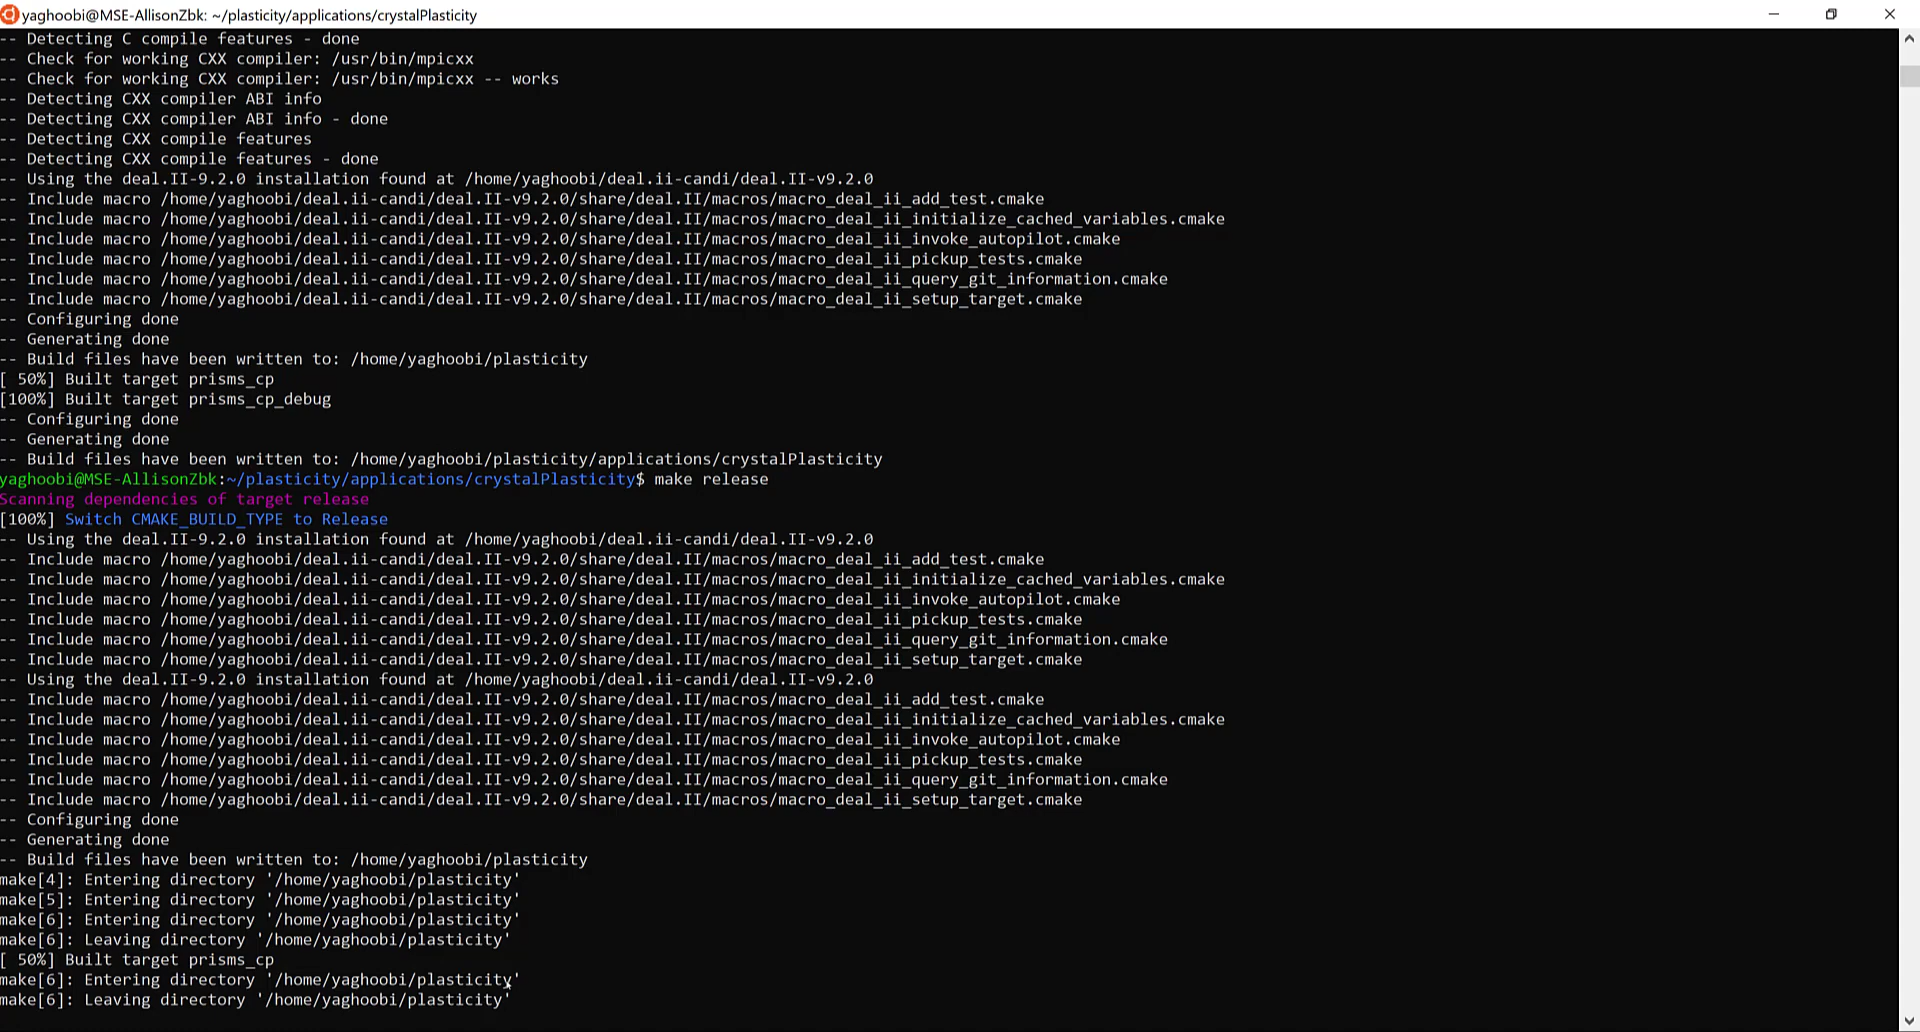 yaghoobi@MSE-AllisonZbk: ~/plasticity/applications/crystalPlasticity
-- Detecting C compile features - done
-- Check for working CXX compiler: /usr/bin/mpicxx
-- Check for working CXX compiler: /usr/bin/mpicxx -- works
-- Detecting CXX compiler ABI info
-- Detecting CXX compiler ABI info - done
-- Detecting CXX compile features
-- Detecting CXX compile features - done
-- Using the deal.II-9.2.0 installation found at /home/yaghoobi/deal.ii-candi/deal.II-v9.2.0
-- Include macro /home/yaghoobi/deal.ii-candi/deal.II-v9.2.0/share/deal.II/macros/macro_deal_ii_add_test.cmake
-- Include macro /home/yaghoobi/deal.ii-candi/deal.II-v9.2.0/share/deal.II/macros/macro_deal_ii_initialize_cached_variables.cmake
-- Include macro /home/yaghoobi/deal.ii-candi/deal.II-v9.2.0/share/deal.II/macros/macro_deal_ii_invoke_autopilot.cmake
-- Include macro /home/yaghoobi/deal.ii-candi/deal.II-v9.2.0/share/deal.II/macros/macro_deal_ii_pickup_tests.cmake
-- Include macro /home/yaghoobi/deal.ii-candi/deal.II-v9.2.0/share/deal.II/macros/macro_deal_ii_query_git_information.cmake
-- Include macro /home/yaghoobi/deal.ii-candi/deal.II-v9.2.0/share/deal.II/macros/macro_deal_ii_setup_target.cmake
-- Configuring done
-- Generating done
-- Build files have been written to: /home/yaghoobi/plasticity
[ 50%] Built target prisms_cp
[100%] Built target prisms_cp_debug
-- Configuring done
-- Generating done
-- Build files have been written to: /home/yaghoobi/plasticity/applications/crystalPlasticity
yaghoobi@MSE-AllisonZbk:~/plasticity/applications/crystalPlasticity$ make release
Scanning dependencies of target release
[100%] Switch CMAKE_BUILD_TYPE to Release
-- Using the deal.II-9.2.0 installation found at /home/yaghoobi/deal.ii-candi/deal.II-v9.2.0
-- Include macro /home/yaghoobi/deal.ii-candi/deal.II-v9.2.0/share/deal.II/macros/macro_deal_ii_add_test.cmake
-- Include macro /home/yaghoobi/deal.ii-candi/deal.II-v9.2.0/share/deal.II/macros/macro_deal_ii_initialize_cached_variables.cmake
-- Include macro /home/yaghoobi/deal.ii-candi/deal.II-v9.2.0/share/deal.II/macros/macro_deal_ii_invoke_autopilot.cmake
-- Include macro /home/yaghoobi/deal.ii-candi/deal.II-v9.2.0/share/deal.II/macros/macro_deal_ii_pickup_tests.cmake
-- Include macro /home/yaghoobi/deal.ii-candi/deal.II-v9.2.0/share/deal.II/macros/macro_deal_ii_query_git_information.cmake
-- Include macro /home/yaghoobi/deal.ii-candi/deal.II-v9.2.0/share/deal.II/macros/macro_deal_ii_setup_target.cmake
-- Using the deal.II-9.2.0 installation found at /home/yaghoobi/deal.ii-candi/deal.II-v9.2.0
-- Include macro /home/yaghoobi/deal.ii-candi/deal.II-v9.2.0/share/deal.II/macros/macro_deal_ii_add_test.cmake
-- Include macro /home/yaghoobi/deal.ii-candi/deal.II-v9.2.0/share/deal.II/macros/macro_deal_ii_initialize_cached_variables.cmake
-- Include macro /home/yaghoobi/deal.ii-candi/deal.II-v9.2.0/share/deal.II/macros/macro_deal_ii_invoke_autopilot.cmake
-- Include macro /home/yaghoobi/deal.ii-candi/deal.II-v9.2.0/share/deal.II/macros/macro_deal_ii_pickup_tests.cmake
-- Include macro /home/yaghoobi/deal.ii-candi/deal.II-v9.2.0/share/deal.II/macros/macro_deal_ii_query_git_information.cmake
-- Include macro /home/yaghoobi/deal.ii-candi/deal.II-v9.2.0/share/deal.II/macros/macro_deal_ii_setup_target.cmake
-- Configuring done
-- Generating done
-- Build files have been written to: /home/yaghoobi/plasticity
make[4]: Entering directory '/home/yaghoobi/plasticity'
make[5]: Entering directory '/home/yaghoobi/plasticity'
make[6]: Entering directory '/home/yaghoobi/plasticity'
make[6]: Leaving directory '/home/yaghoobi/plasticity'
[ 50%] Built target prisms_cp
make[6]: Entering directory '/home/yaghoobi/plasticity'
make[6]: Leaving directory '/home/yaghoobi/plasticity'